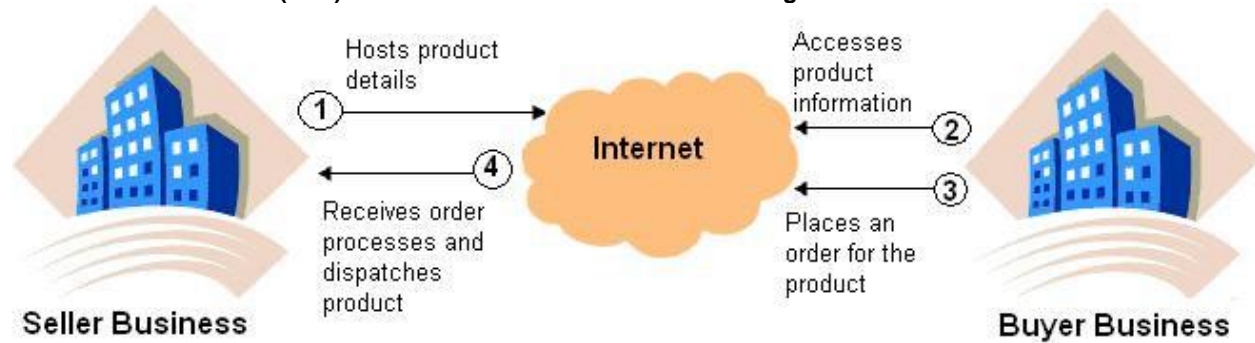 Hosts product
details
1
Accesses
product
information
2
Internet
4
3
Receives order
processes and
dispatches
product
Places an
order for the
product
Seller Business
Buyer Business